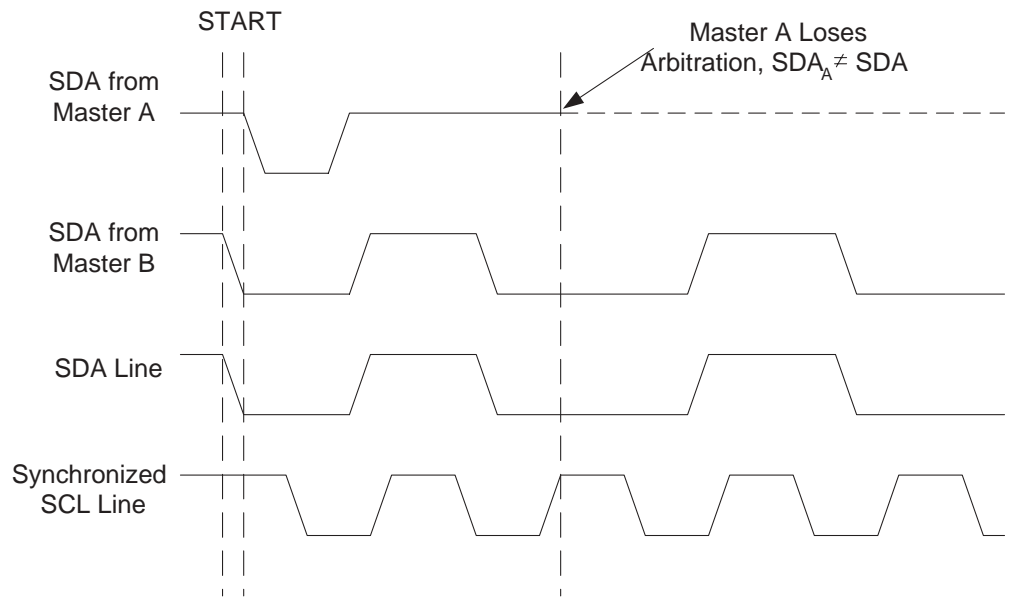 START
Master A Loses
Arbitration, SDA_A ≠ SDA
SDA from
Master A
SDA from
Master B
SDA Line
Synchronized
SCL Line